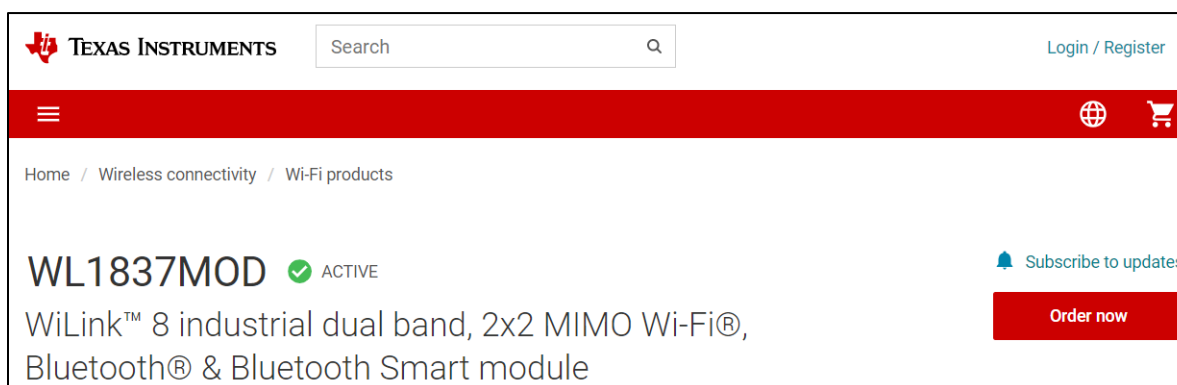 TEXAS INSTRUMENTS
Search
Login / Register
Home / Wireless connectivity / Wi-Fi products
WL1837MOD ACTIVE
Subscribe to updates
WiLink™ 8 industrial dual band, 2x2 MIMO Wi-Fi®,
Order now
Bluetooth® & Bluetooth Smart module